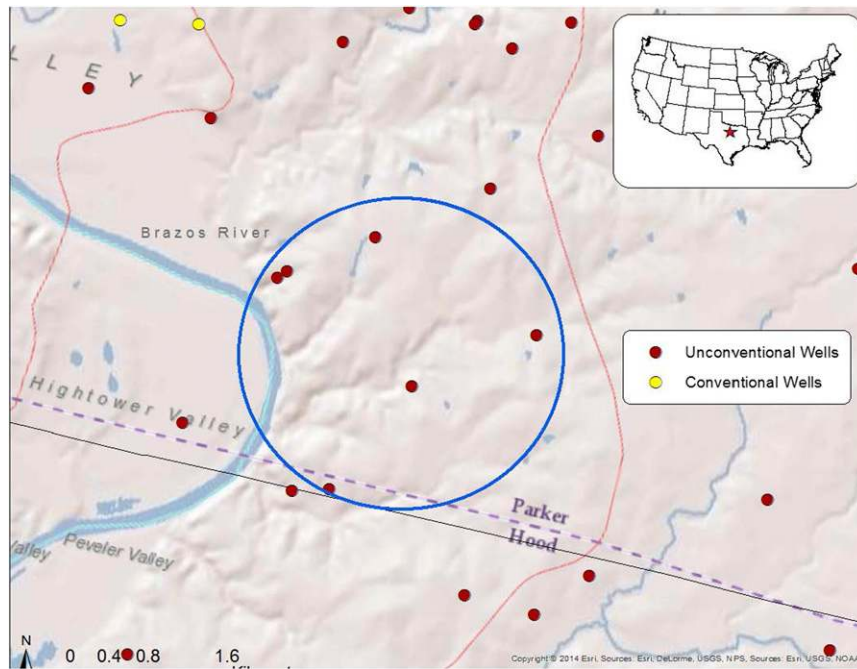 LLEY
Brazos River
Unconventional Wells
Conventional Wells
Hightower Valley
Parker
Hood
Valley
Peveler Valley
N
0 0.4 0.8 1.6
Copyright © 2014 Esri, Sources: Esri, DeLorme, USGS, NPS, Sources: Esri, USGS, NOAA